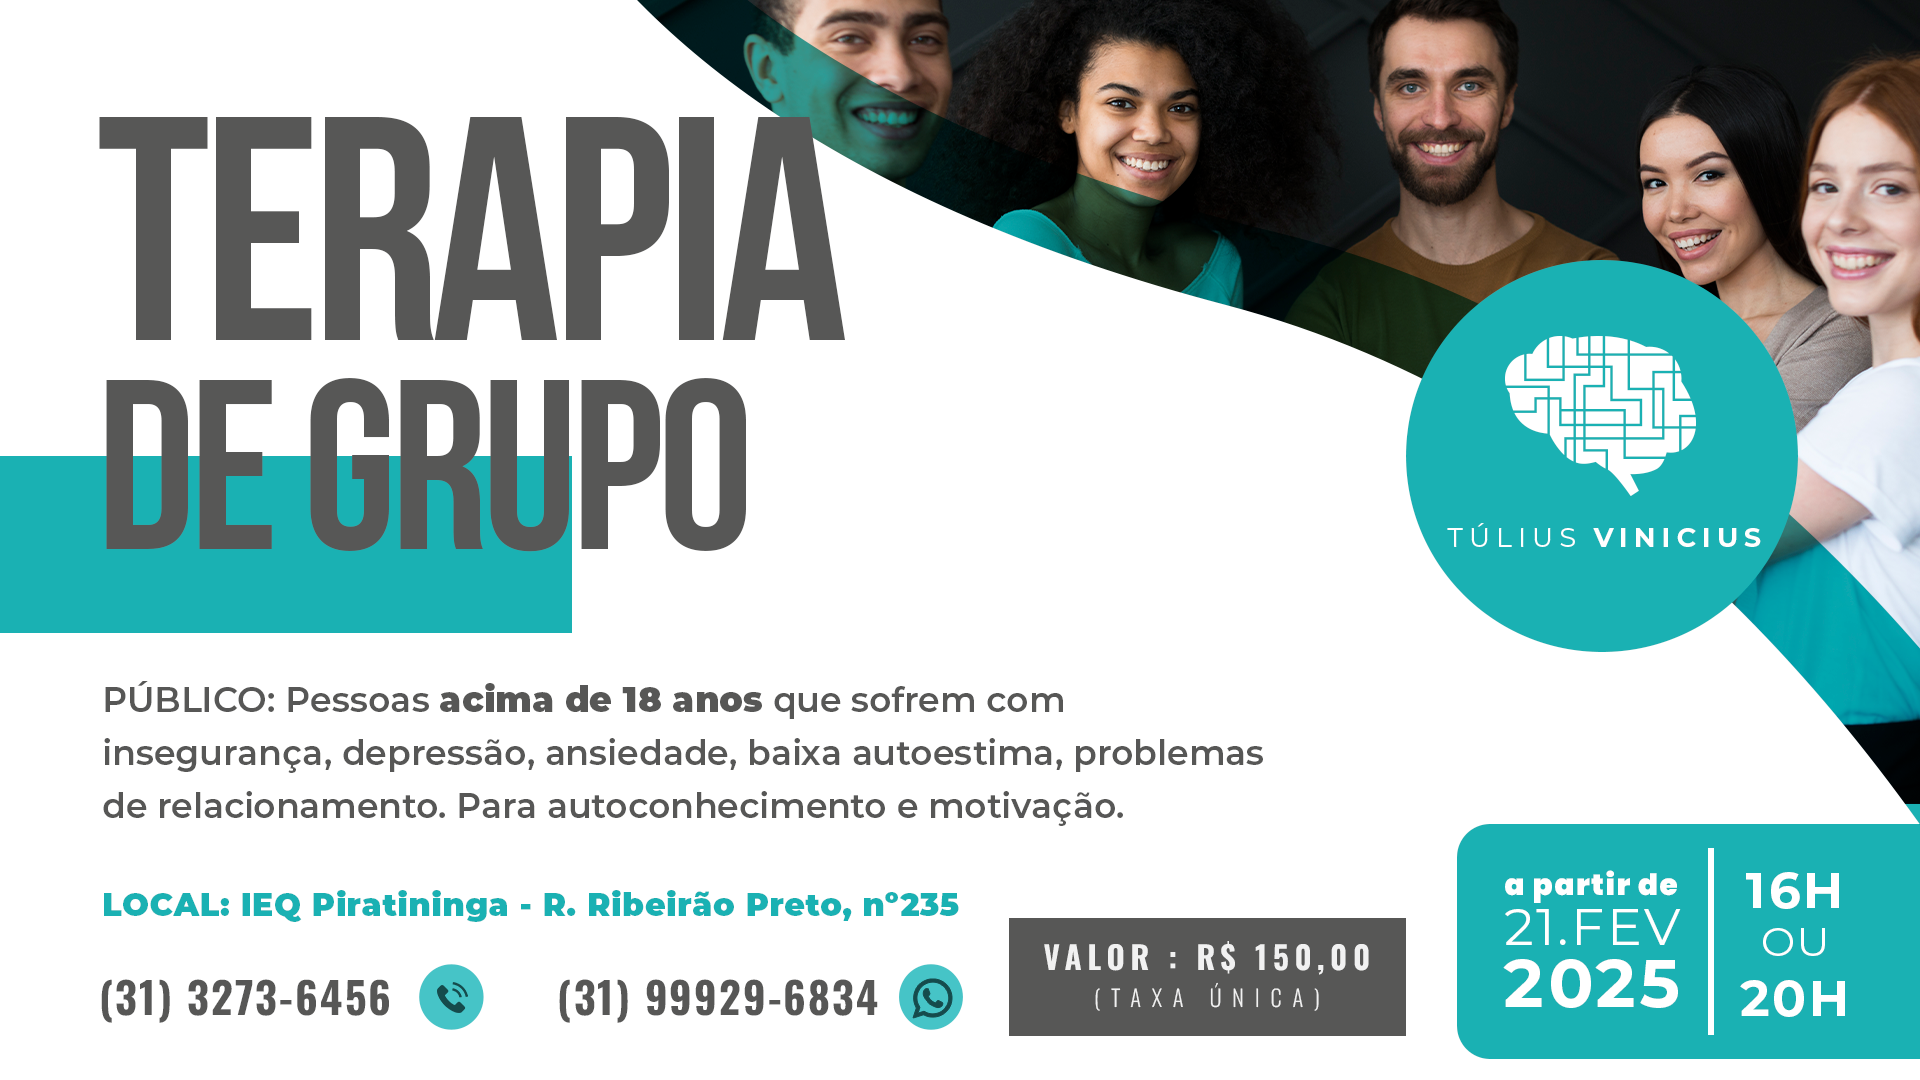 TERAPIA
DE GRUPO
TÚLIUS VINICIUS
PÚBLICO: Pessoas acima de 18 anos que sofrem com
insegurança, depressão, ansiedade, baixa autoestima, problemas
de relacionamento. Para autoconhecimento e motivação.
LOCAL: IEQ Piratininga - R. Ribeirão Preto, nº235
(31) 3273-6456
(31) 99929-6834
VALOR : R$ 150,00
(TAXA ÚNICA)
a partir de
21.FEV
2025
16H
OU
20H